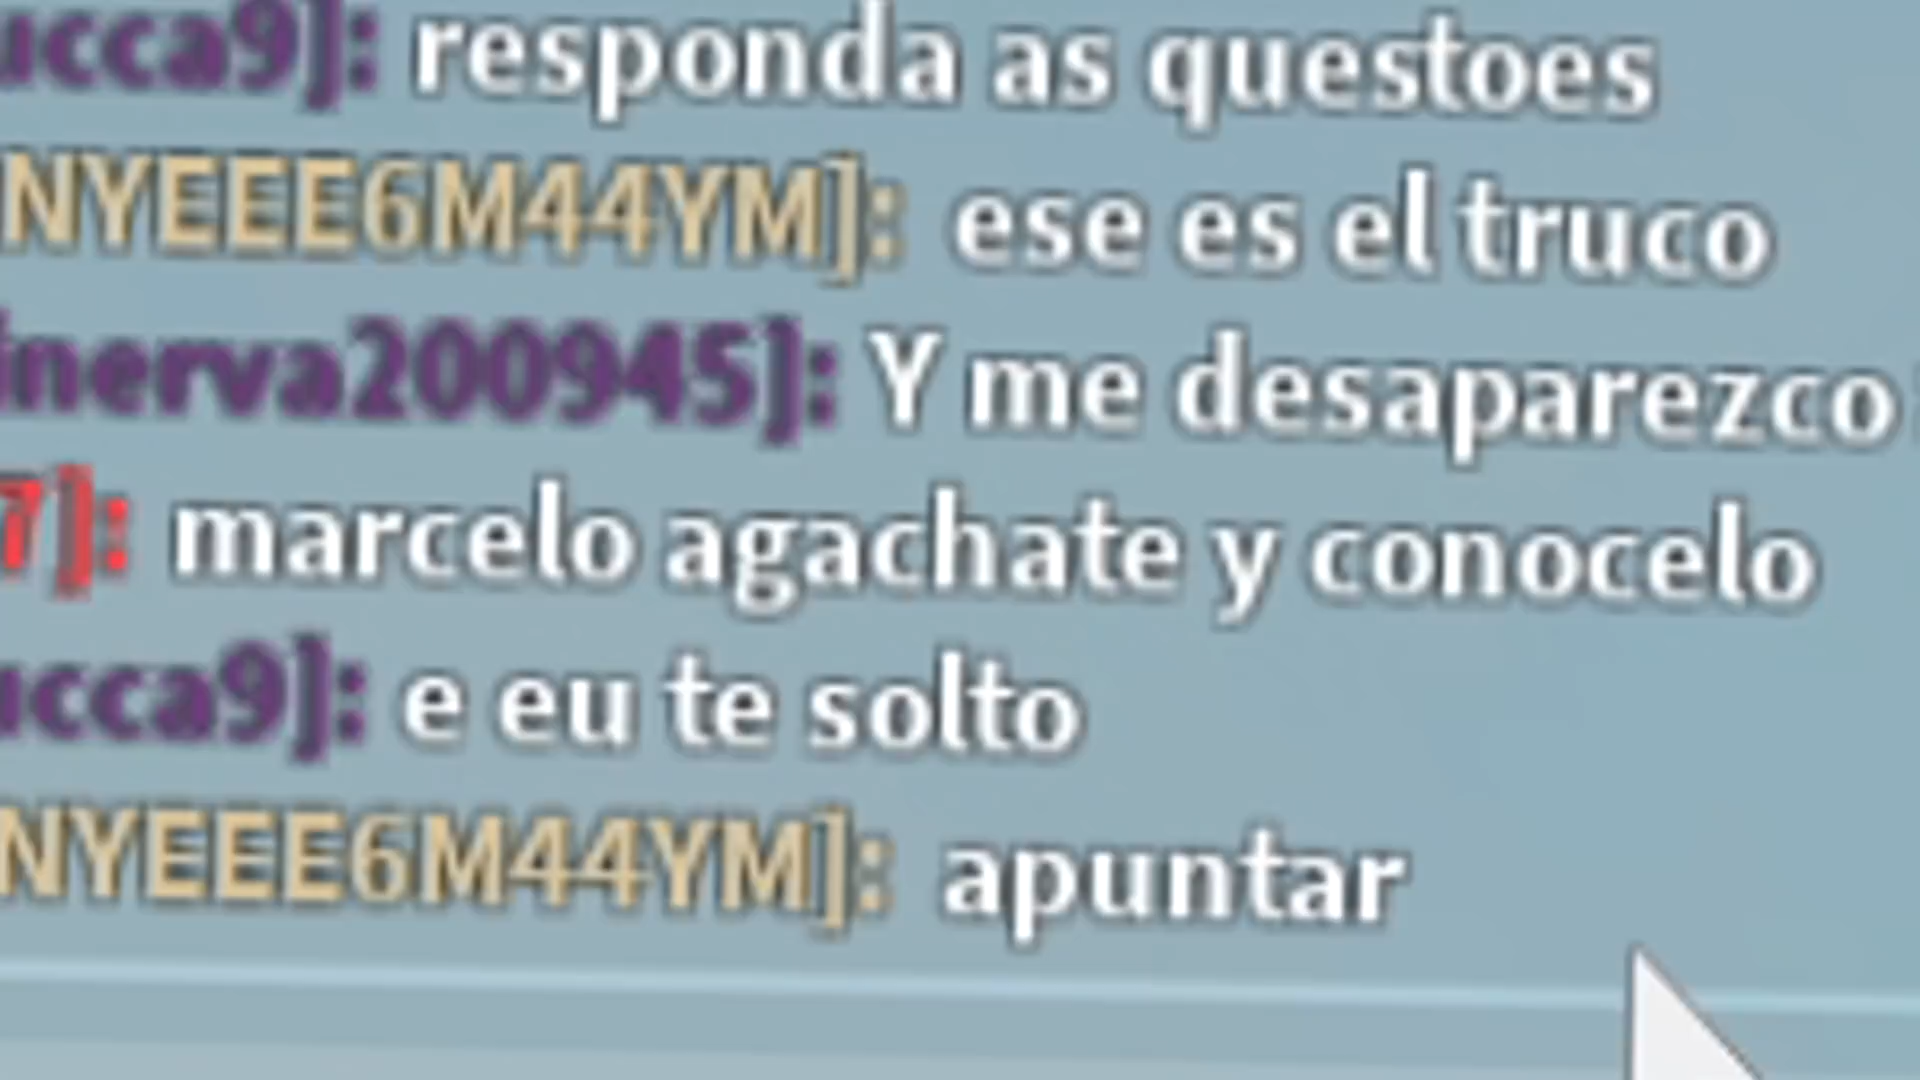 ucca9]: responda as questoes
NYEEE6M44YM]: ese es el truco
inerva200945]: Y me desaparezco
7]: marcelo agachate y conocelo
ucca9]: e eu te solto
NYEEE6M44YM]: apuntar